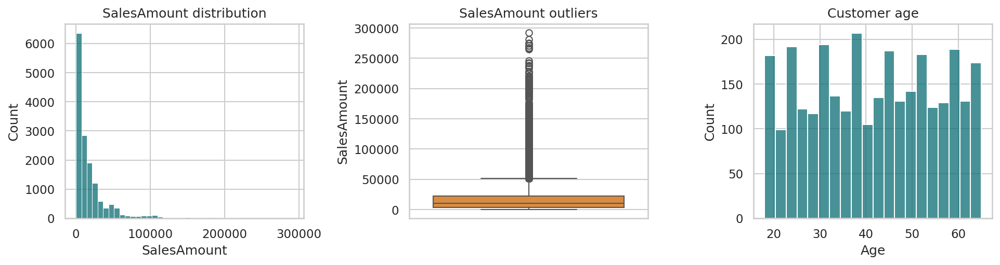 SalesAmount distribution
Count
6000
5000
4000
3000
2000
1000
0
0 100000 200000 300000
SalesAmount
SalesAmount outliers
SalesAmount
300000
250000
200000
150000
100000
50000
0
Customer age
Count
200
150
100
50
0
20 30 40 50 60
Age